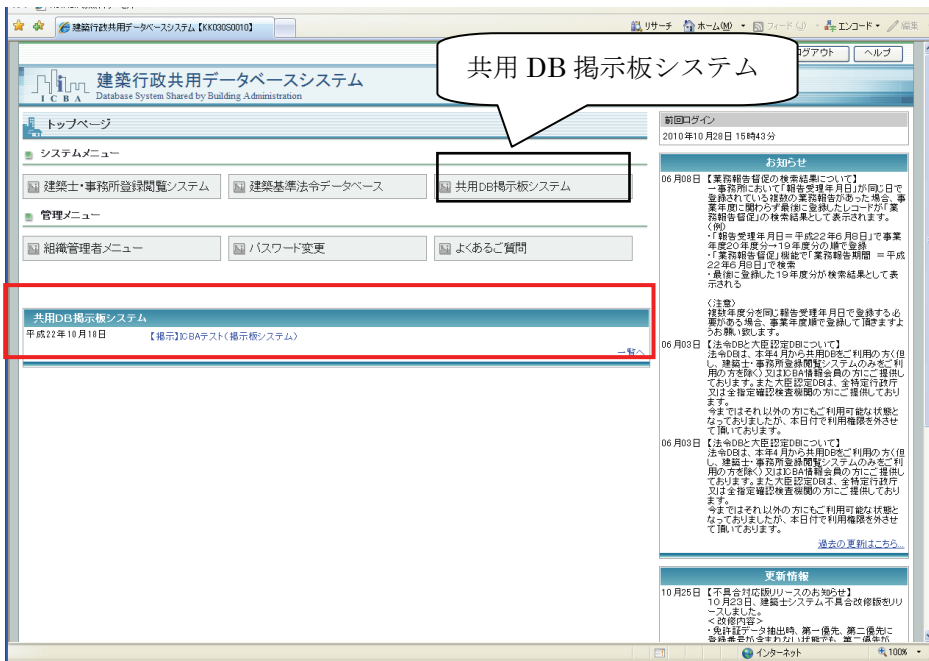 建築行政共用データベースシステム【KK030S0010】
リサーチ
ホーム(M)
フィード(J)
エンコード
編集
共用 DB 掲示板システム
ログアウト
ヘルプ
ICBA
建築行政共用データベースシステム
Database System Shared by Building Administration
トップページ
システムメニュー
建築士・事務所登録閲覧システム
建築基準法令データベース
共用DB掲示板システム
管理メニュー
組織管理者メニュー
パスワード変更
よくあるご質問
共用DB掲示板システム
平成22年10月18日
【掲示】ICBAテスト(掲示板システム)
一覧へ
前回ログイン
2010年10月28日 15時43分
お知らせ
06月08日
【業務報告督促の検索結果について】
→事務所において「報告受理年月日」が同じ日で
登録されている複数の業務報告があった場合、事
業年度に関わらず最後に登録したレコードが「業
務報告督促」の検索結果として表示されます。
(例)
・「報告受理年月日=平成22年6月8日」で事業
年度20年度分→19年度分の順で登録
・「業務報告督促」機能で「業務報告期間 =平成
22年6月8日」で検索
・最後に登録した19年度分が検索結果として表
示される
(注意)
複数年度分を同じ報告受理年月日で登録する必
要がある場合、事業年度順で登録して頂きますよ
うお願い致します。
06月03日
【法令DBと大臣認定DBについて】
法令DBは、本年4月から共用DBをご利用の方(但
し、建築士・事務所登録閲覧システムのみをご利
用の方を除く)又はICBA情報会員の方にご提供し
ております。また大臣認定DBは、全特定行政庁
又は全指定確認検査機関の方にご提供しており
ます。
今まではそれ以外の方にもご利用可能な状態と
なっておりましたが、本日付で利用権限を外させ
て頂いております。
06月03日
【法令DBと大臣認定DBについて】
法令DBは、本年4月から共用DBをご利用の方(但
し、建築士・事務所登録閲覧システムのみをご利
用の方を除く)又はICBA情報会員の方にご提供し
ております。また大臣認定DBは、全特定行政庁
又は全指定確認検査機関の方にご提供しており
ます。
今まではそれ以外の方にもご利用可能な状態と
なっておりましたが、本日付で利用権限を外させ
て頂いております。
過去の更新はこちら...
更新情報
10月25日
【不具合対応版リリースのお知らせ】
10月23日、建築士システム不具合改修版をリリ
ースしました。
<改修内容>
・免許証データ抽出時、第一優先、第二優先に
登録番号が含まれない状態でも、第二優先が
インターネット
100%